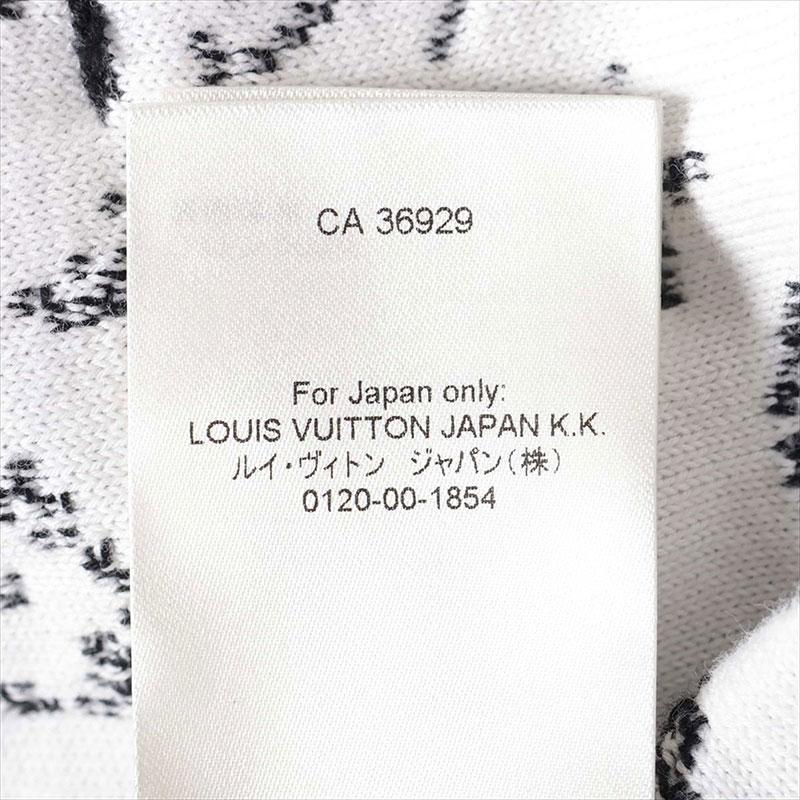 CA 36929
For Japan only:
LOUIS VUITTON JAPAN K.K.
ルイ・ヴィトン ジャパン(株)
0120-00-1854